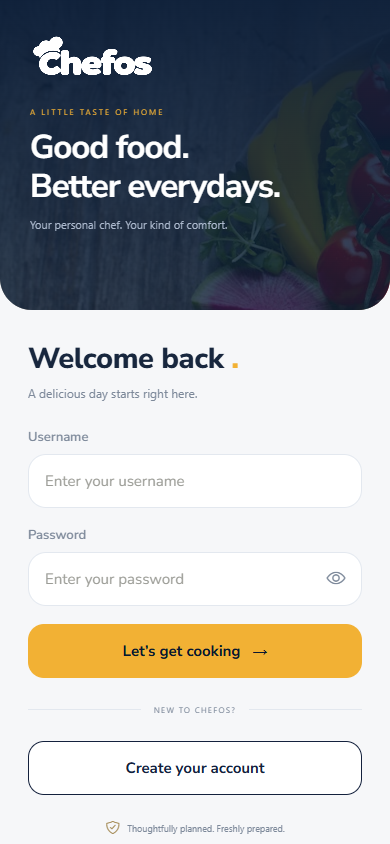 Chefos
A LITTLE TASTE OF HOME
Good food.
Better everydays.
Your personal chef. Your kind of comfort.
Welcome back .
A delicious day starts right here.
Username
Enter your username
Password
Enter your password
Let's get cooking →
NEW TO CHEFOS?
Create your account
Thoughtfully planned. Freshly prepared.